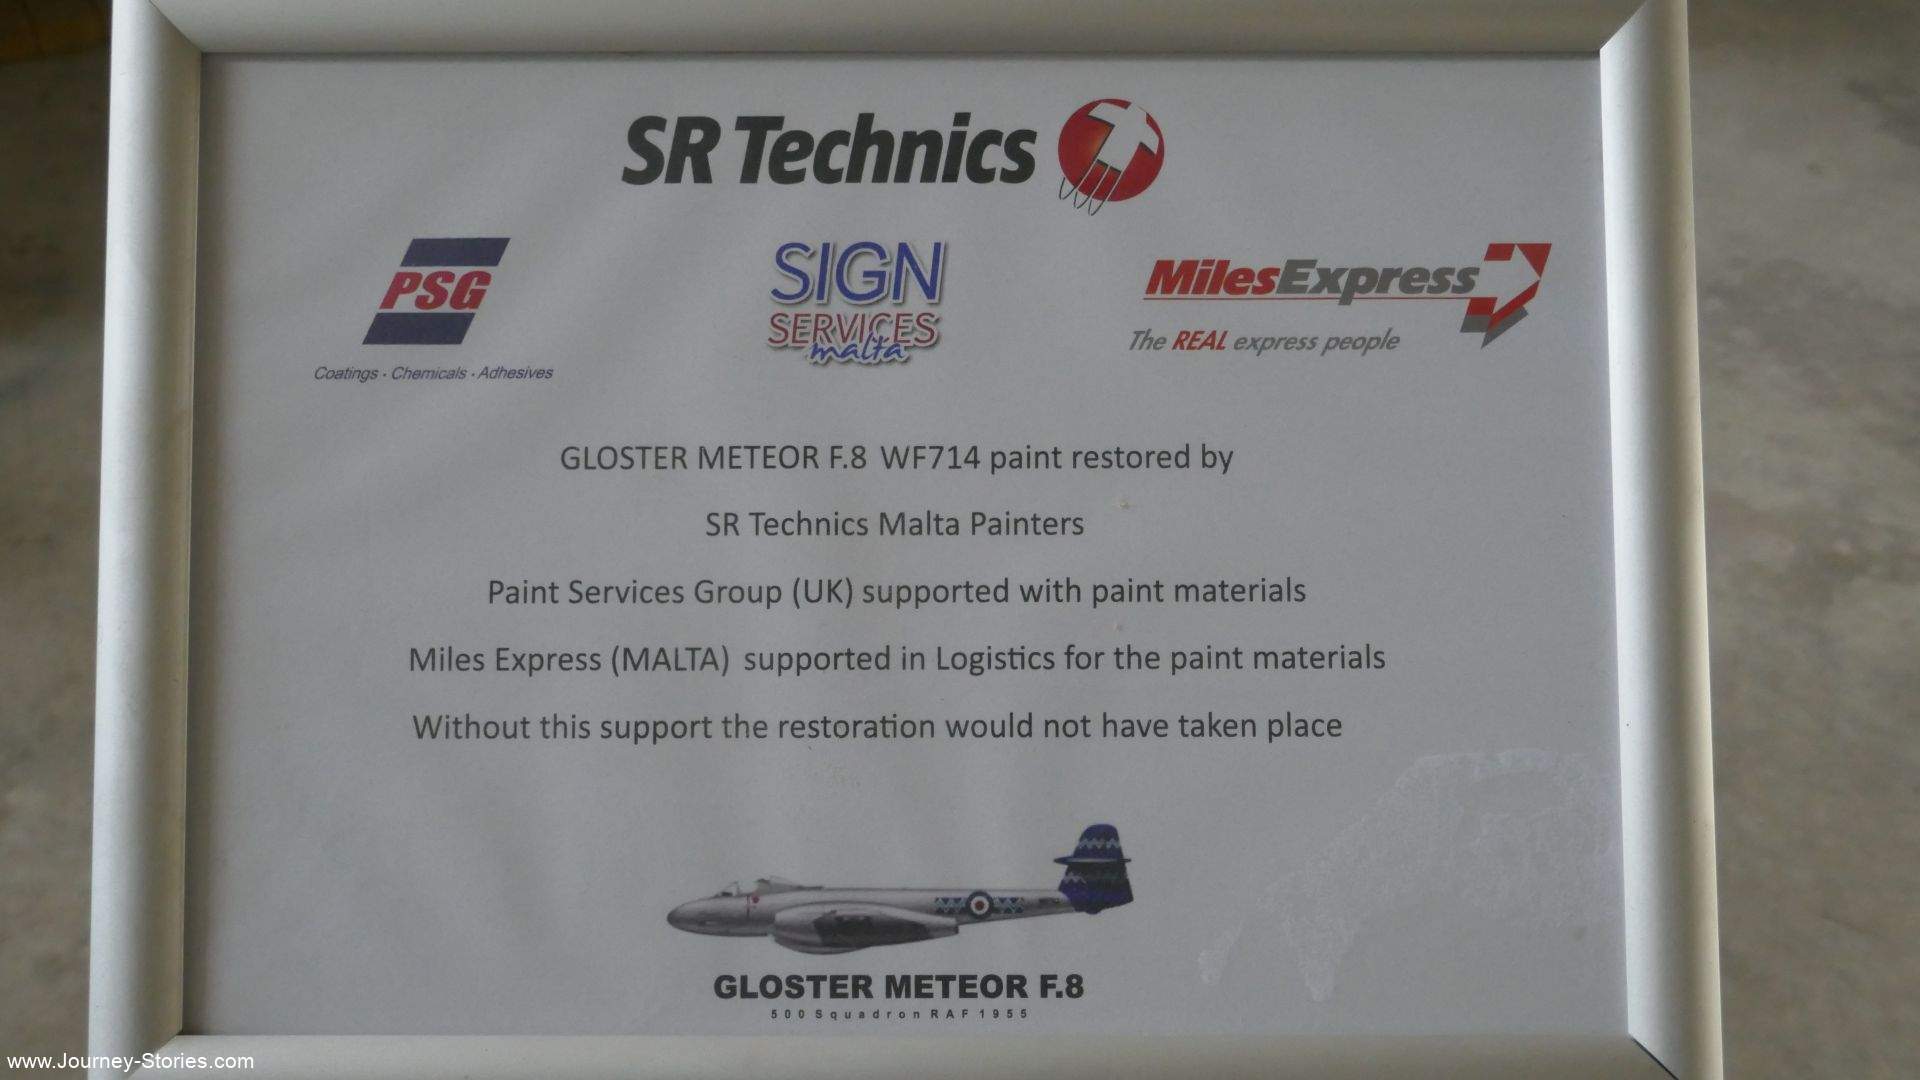 SR Technics
PSG
Coatings · Chemicals · Adhesives
SIGN
SERVICES
malta
MilesExpress
The REAL express people
GLOSTER METEOR F.8 WF714 paint restored by
SR Technics Malta Painters
Paint Services Group (UK) supported with paint materials
Miles Express (MALTA) supported in Logistics for the paint materials
Without this support the restoration would not have taken place
GLOSTER METEOR F.8
500 Squadron RAF 1955
www.Journey-Stories.com